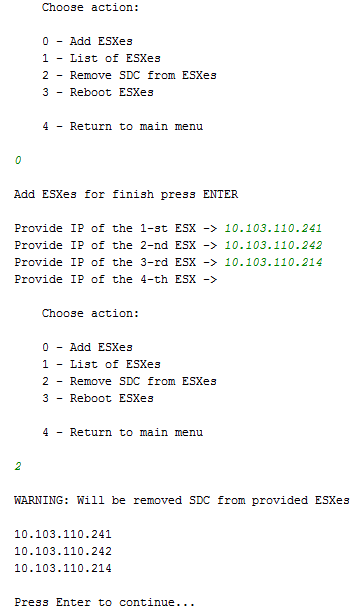 Choose action:
0 - Add ESXes
1 - List of ESXes
2 - Remove SDC from ESXes
3 - Reboot ESXes
4 - Return to main menu
0
Add ESXes for finish press ENTER
Provide IP of the 1-st ESX -> 10.103.110.241
Provide IP of the 2-nd ESX -> 10.103.110.242
Provide IP of the 3-rd ESX -> 10.103.110.214
Provide IP of the 4-th ESX ->
Choose action:
0 - Add ESXes
1 - List of ESXes
2 - Remove SDC from ESXes
3 - Reboot ESXes
4 - Return to main menu
2
WARNING: Will be removed SDC from provided ESXes
10.103.110.241
10.103.110.242
10.103.110.214
Press Enter to continue...